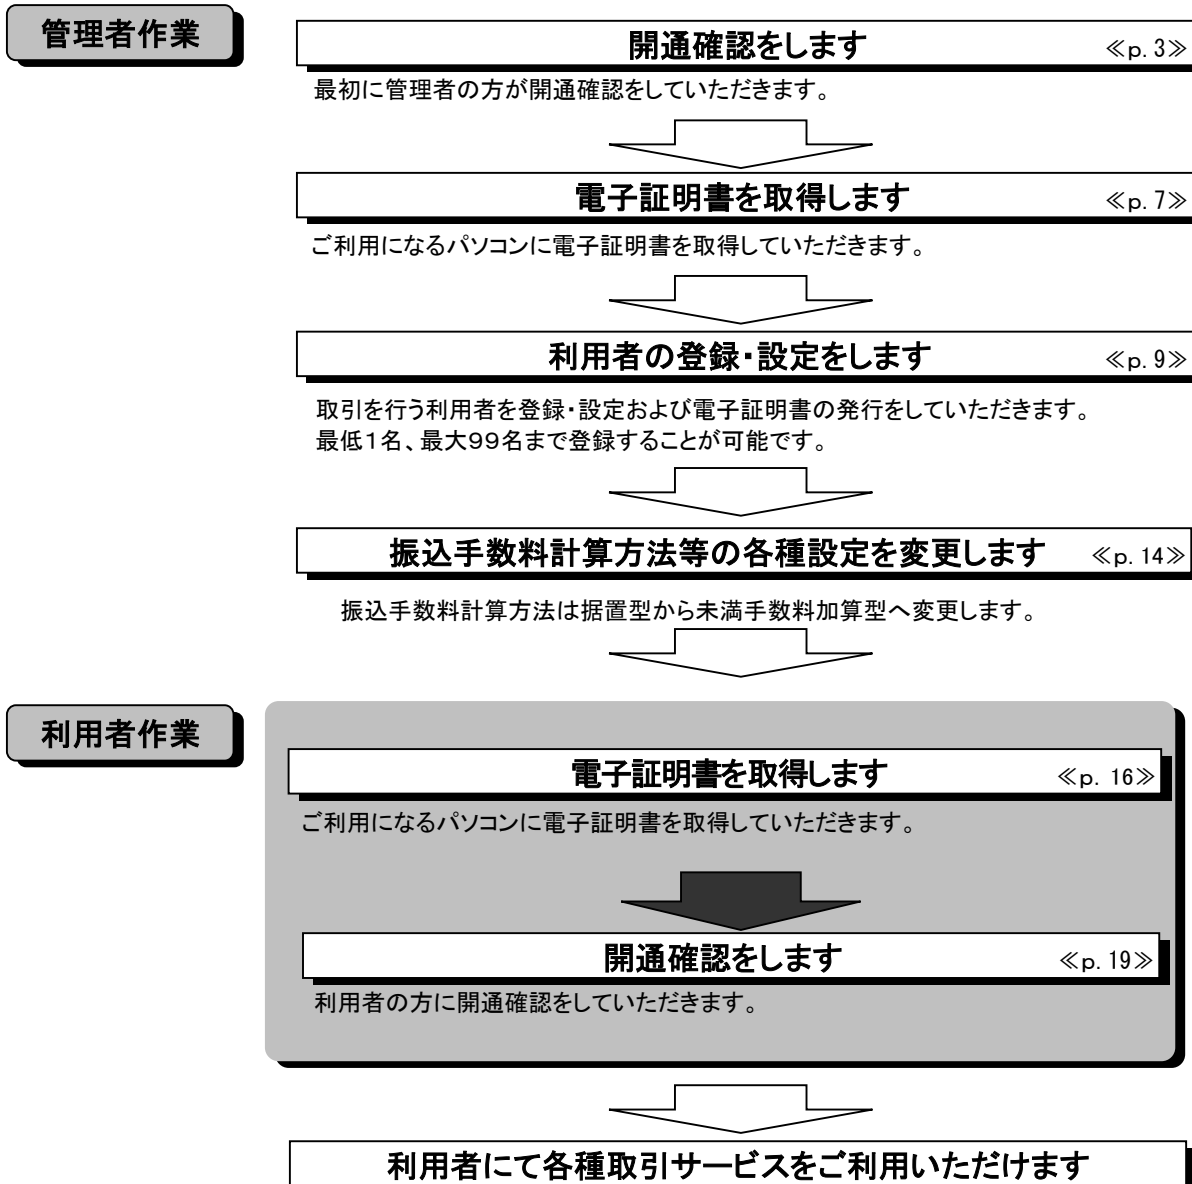 管理者作業
開通確認をします ≪p.3≫
最初に管理者の方が開通確認をしていただきます。
電子証明書を取得します ≪p.7≫
ご利用になるパソコンに電子証明書を取得していただきます。
利用者の登録・設定をします ≪p.9≫
取引を行う利用者を登録・設定および電子証明書の発行をしていただきます。
最低1名、最大99名まで登録することが可能です。
振込手数料計算方法等の各種設定を変更します ≪p.14≫
振込手数料計算方法は据置型から未満手数料加算型へ変更します。
利用者作業
電子証明書を取得します ≪p.16≫
ご利用になるパソコンに電子証明書を取得していただきます。
開通確認をします ≪p.19≫
利用者の方に開通確認をしていただきます。
利用者にて各種取引サービスをご利用いただけます